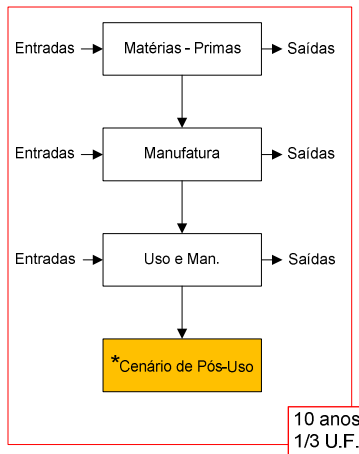 Entradas Matérias - Primas Saídas
Entradas Manufatura Saídas
Entradas Uso e Man. Saídas
*Cenário de Pós-Uso
10 anos
1/3 U.F.